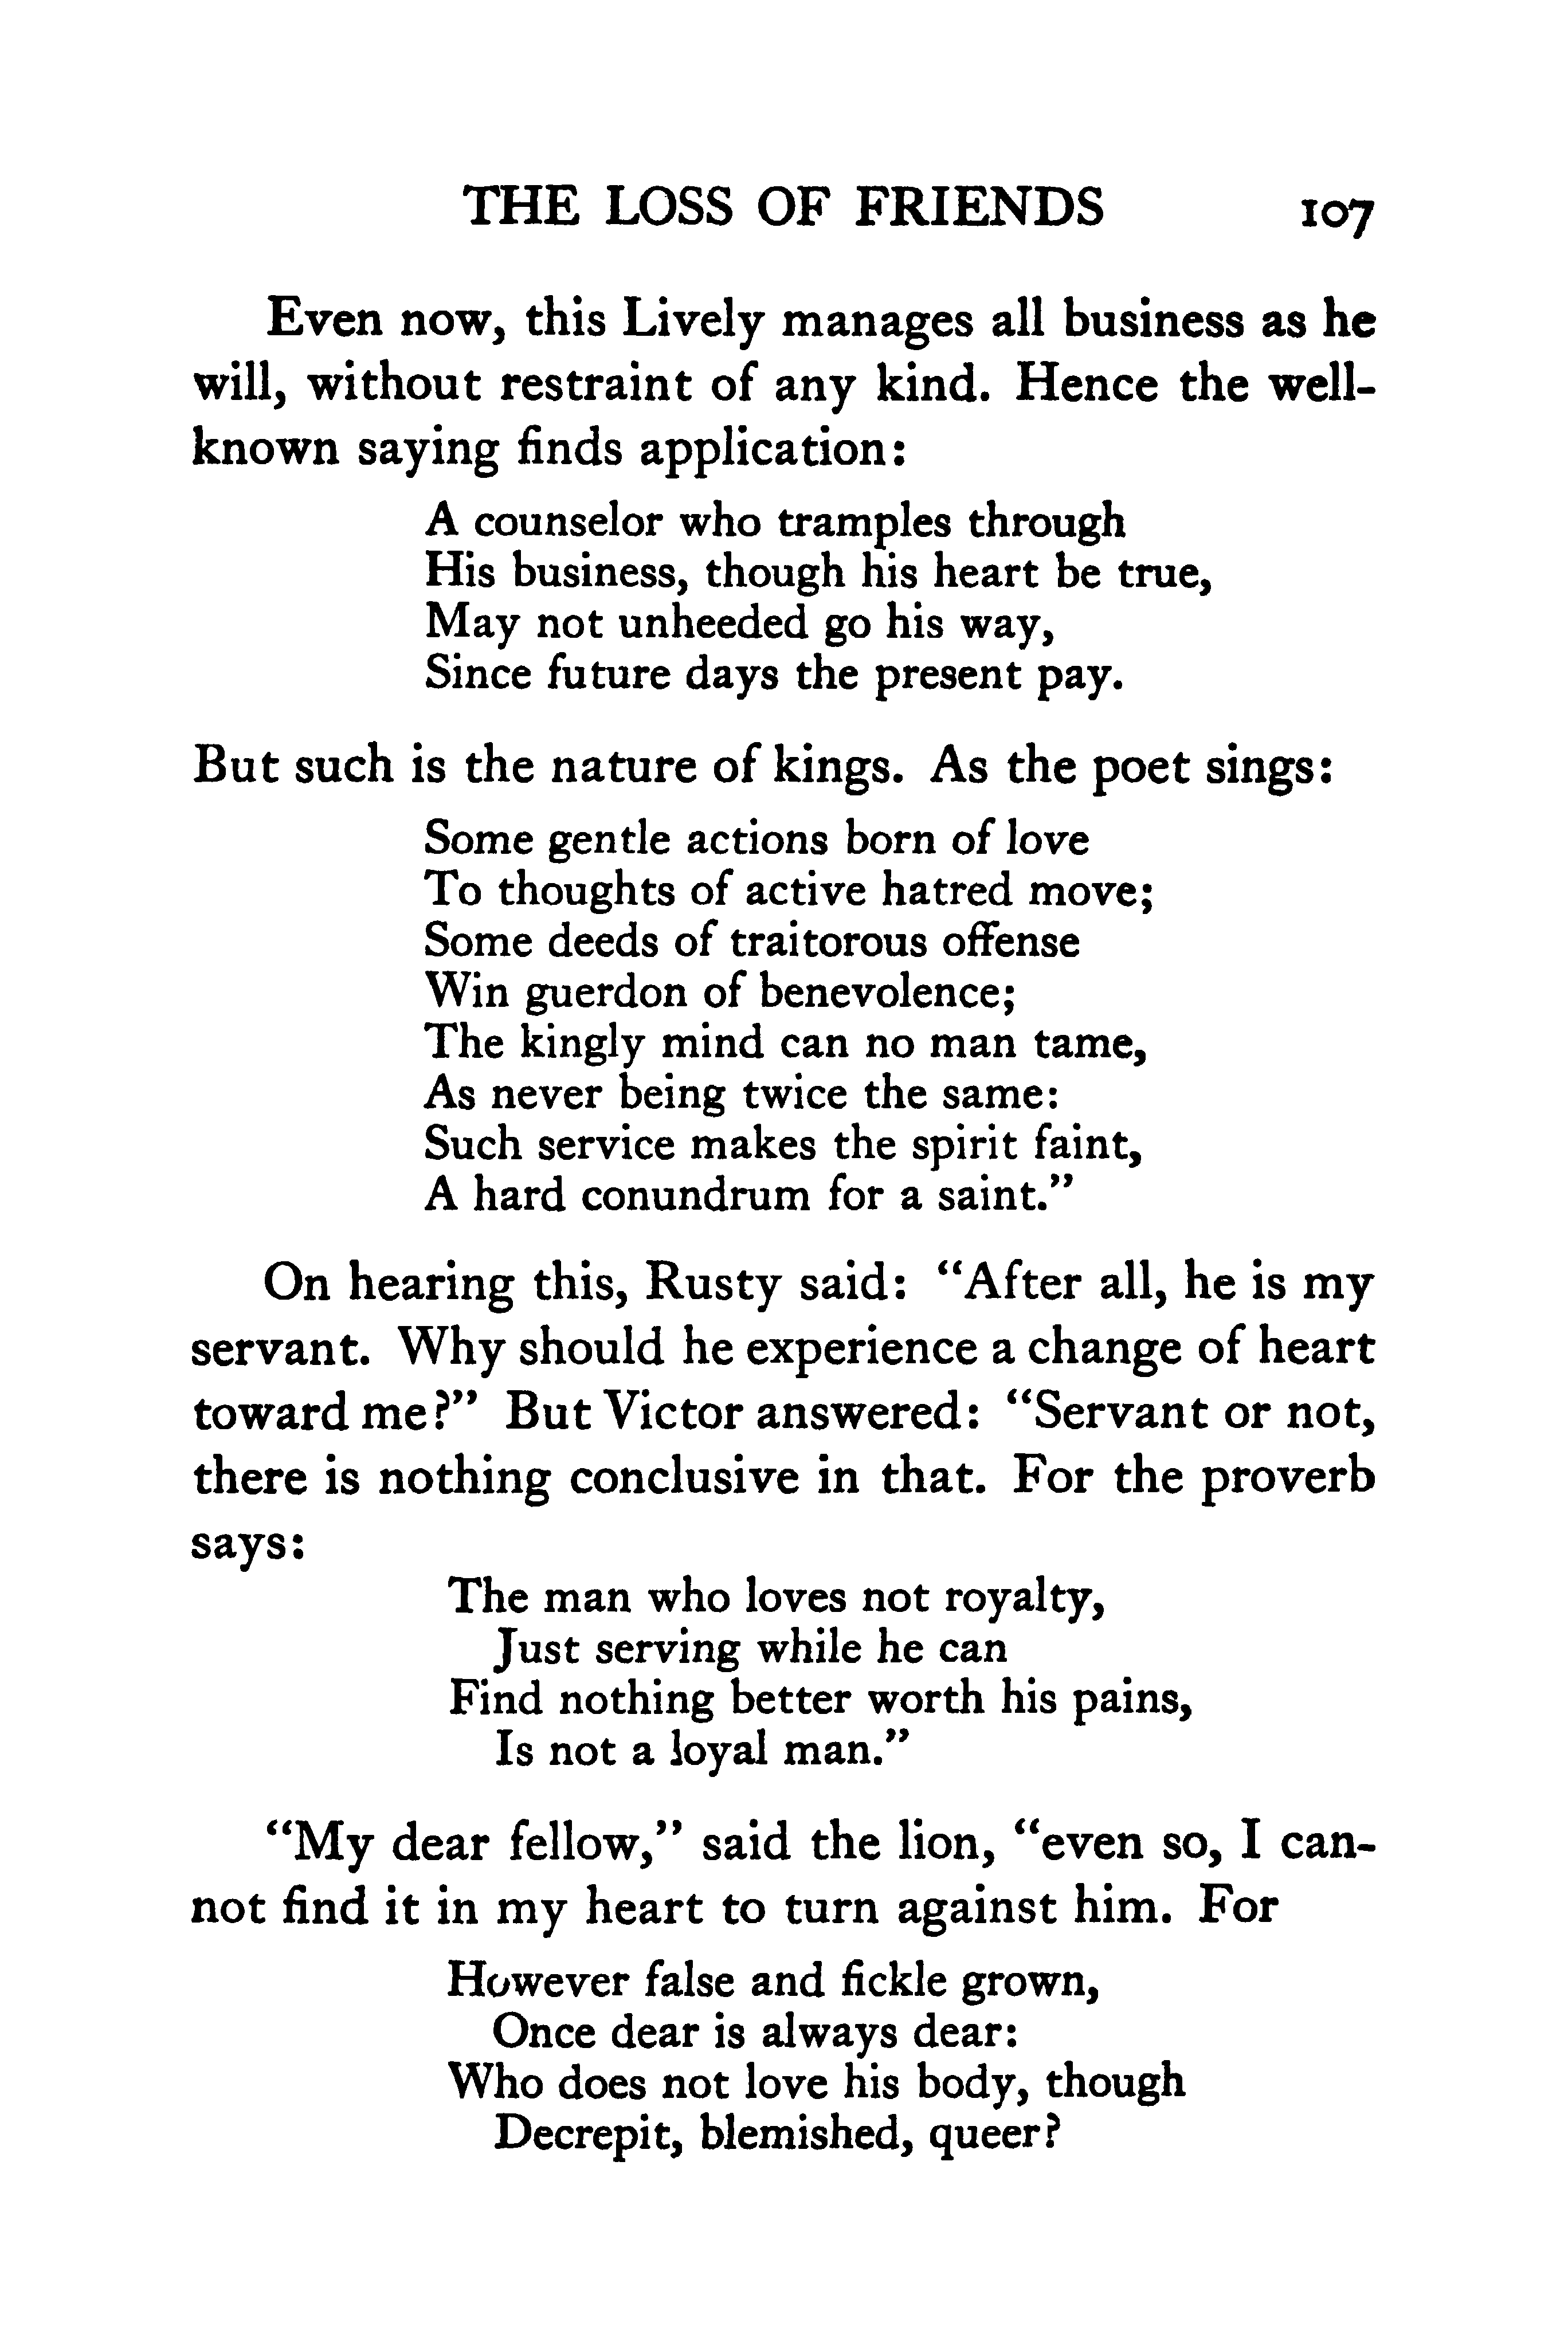 THE LOSS OF FRIENDS 107
Even now, this Lively manages all business as he
will, without restraint of any kind. Hence the well-
known saying finds application:
A counselor who tramples through
His business, though his heart be true,
May not unheeded go his way,
Since future days the present pay.
But such is the nature of kings. As the poet sings:
Some gentle actions born of love
To thoughts of active hatred move;
Some deeds of traitorous offense
Win guerdon of benevolence;
The kingly mind can no man tame,
As never being twice the same:
Such service makes the spirit faint,
A hard conundrum for a saint.”
On hearing this, Rusty said: “After all, he is my
servant. Why should he experience a change of heart
toward me?” But Victor answered: “Servant or not,
there is nothing conclusive in that. For the proverb
says:
The man who loves not royalty,
Just serving while he can
Find nothing better worth his pains,
Is not a loyal man.”
“My dear fellow,” said the lion, “even so, I can-
not find it in my heart to turn against him. For
However false and fickle grown,
Once dear is always dear:
Who does not love his body, though
Decrepit, blemished, queer?